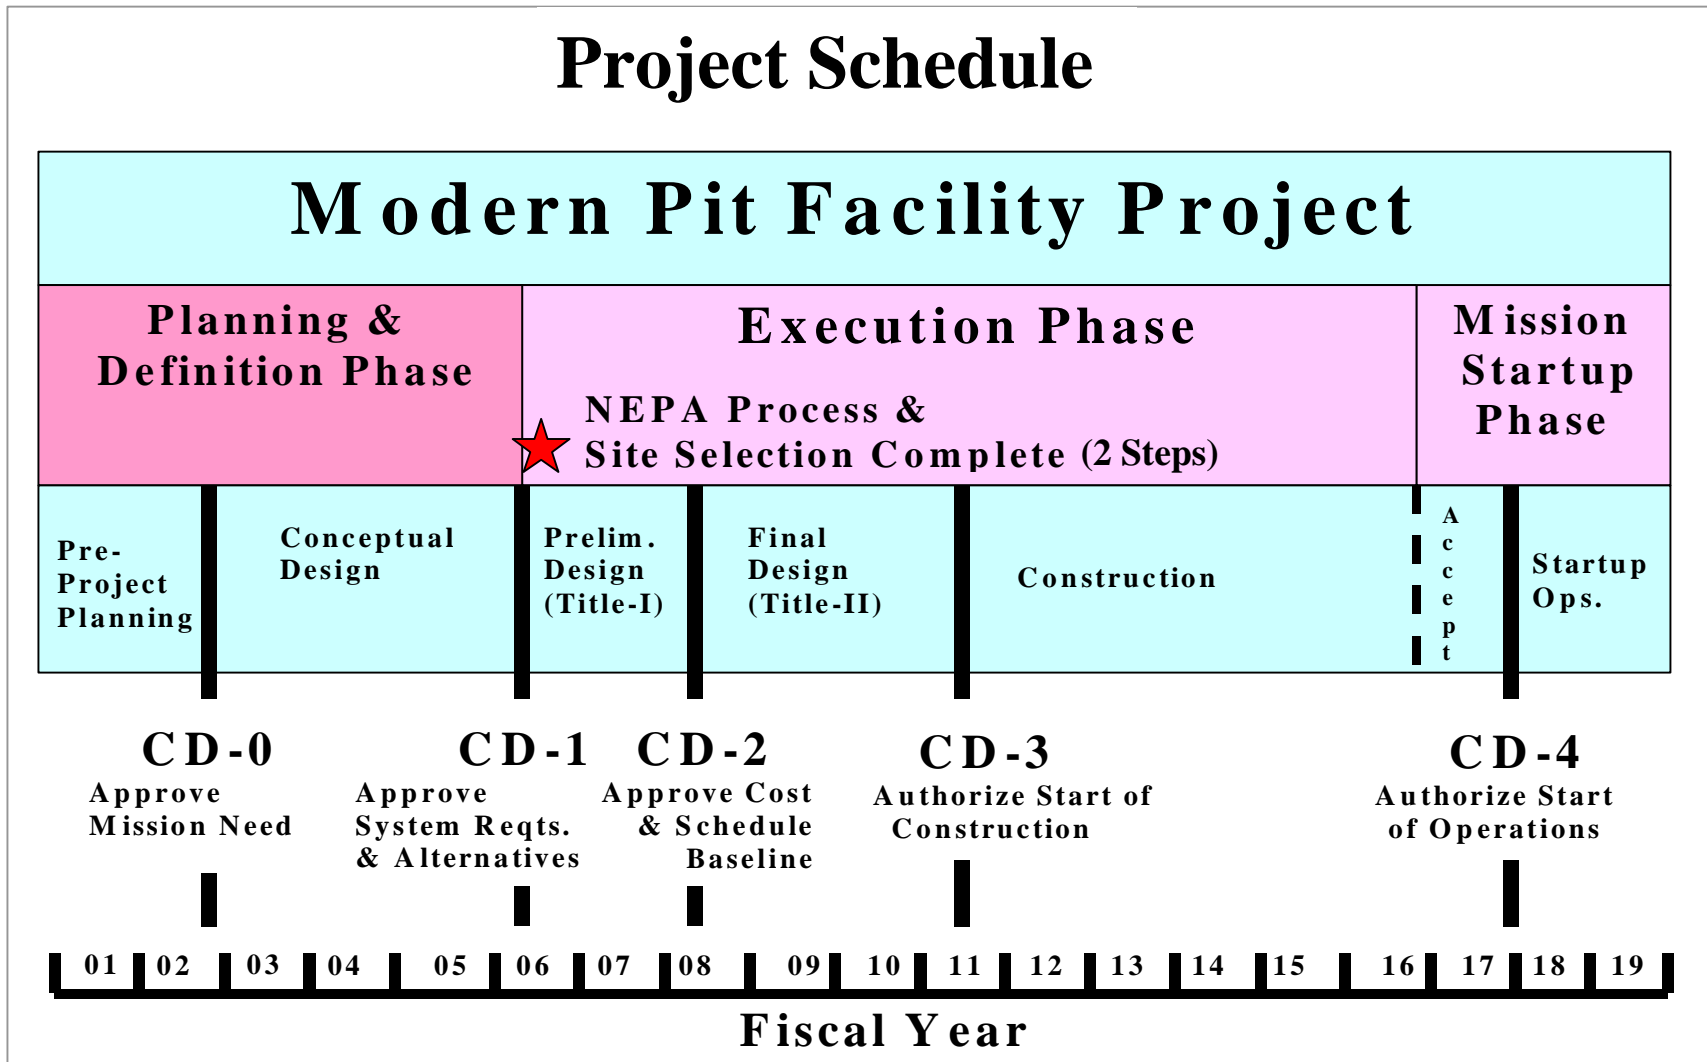 Project Schedule
Modern Pit Facility Project
Planning &
Definition Phase
Execution Phase
NEPA Process &
Site Selection Complete (2 Steps)
Mission
Startup
Phase
Pre-
Project
Planning
Conceptual
Design
Prelim.
Design
(Title-I)
Final
Design
(Title-II)
Construction
Accept
Startup
Ops.
CD-0
Approve
Mission Need
CD-1
Approve
System Reqts.
& Alternatives
CD-2
Approve Cost
& Schedule
Baseline
CD-3
Authorize Start of
Construction
CD-4
Authorize Start
of Operations
01 02 03 04 05 06 07 08 09 10 11 12 13 14 15 16 17 18 19
Fiscal Year